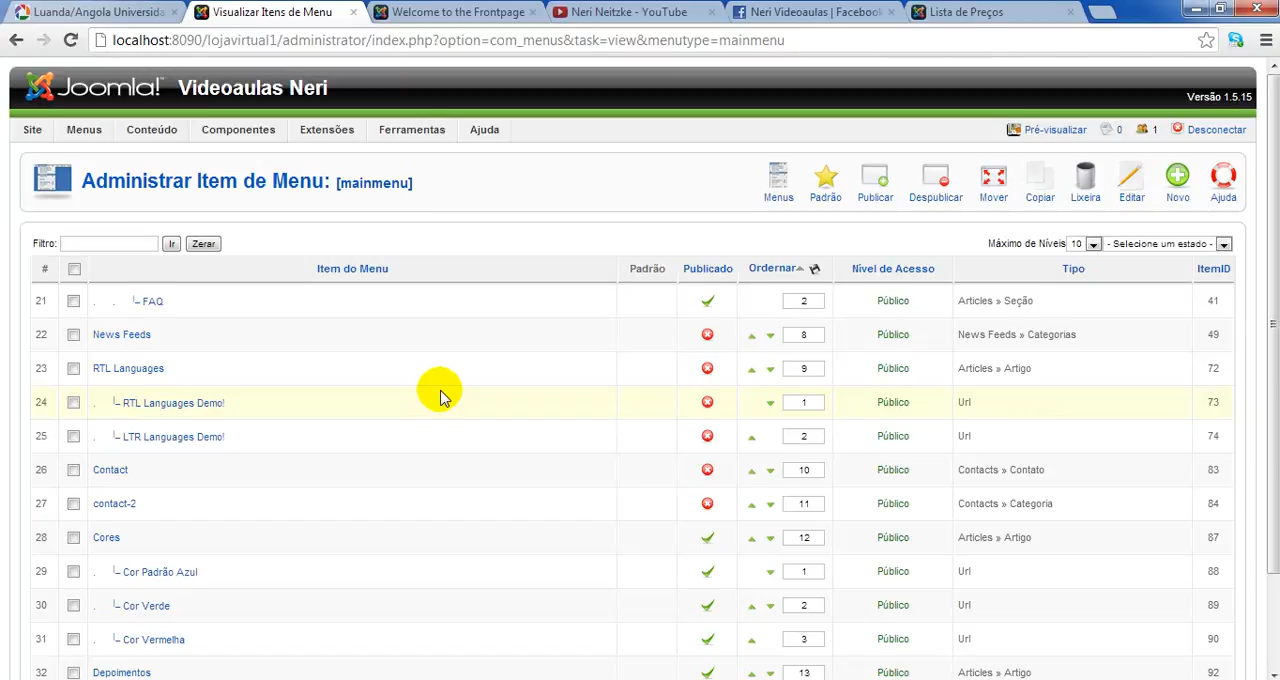 Luanda/Angola Universida
Visualizar Itens de Menu
Welcome to the Frontpage
Neri Neitzke - YouTube
Neri Videoaulas | Facebook
Lista de Preços
localhost:8090/lojavirtual1/administrator/index.php?option=com_menus&task=view&menutype=mainmenu
Joomla! Videoaulas Neri
Versão 1.5.15
Site Menus Conteúdo Componentes Extensões Ferramentas Ajuda Pré-visualizar 0 1 Desconectar
Administrar Item de Menu: [mainmenu]
Menus Padrão Publicar Despublicar Mover Copiar Lixeira Editar Novo Ajuda
Filtro: Ir Zerar Máximo de Níveis 10 - Selecione um estado -
# Item do Menu Padrão Publicado Ordernar Nível de Acesso Tipo ItemID
21 . . FAQ 2 Público Articles » Seção 41
22 News Feeds 8 Público News Feeds » Categorias 49
23 RTL Languages 9 Público Articles » Artigo 72
24 . RTL Languages Demo! 1 Público Url 73
25 . LTR Languages Demo! 2 Público Url 74
26 Contact 10 Público Contacts » Contato 83
27 contact-2 11 Público Contacts » Categoria 84
28 Cores 12 Público Articles » Artigo 87
29 . Cor Padrão Azul 1 Público Url 88
30 . Cor Verde 2 Público Url 89
31 . Cor Vermelha 3 Público Url 90
32 Depoimentos 13 Público Articles » Artigo 92